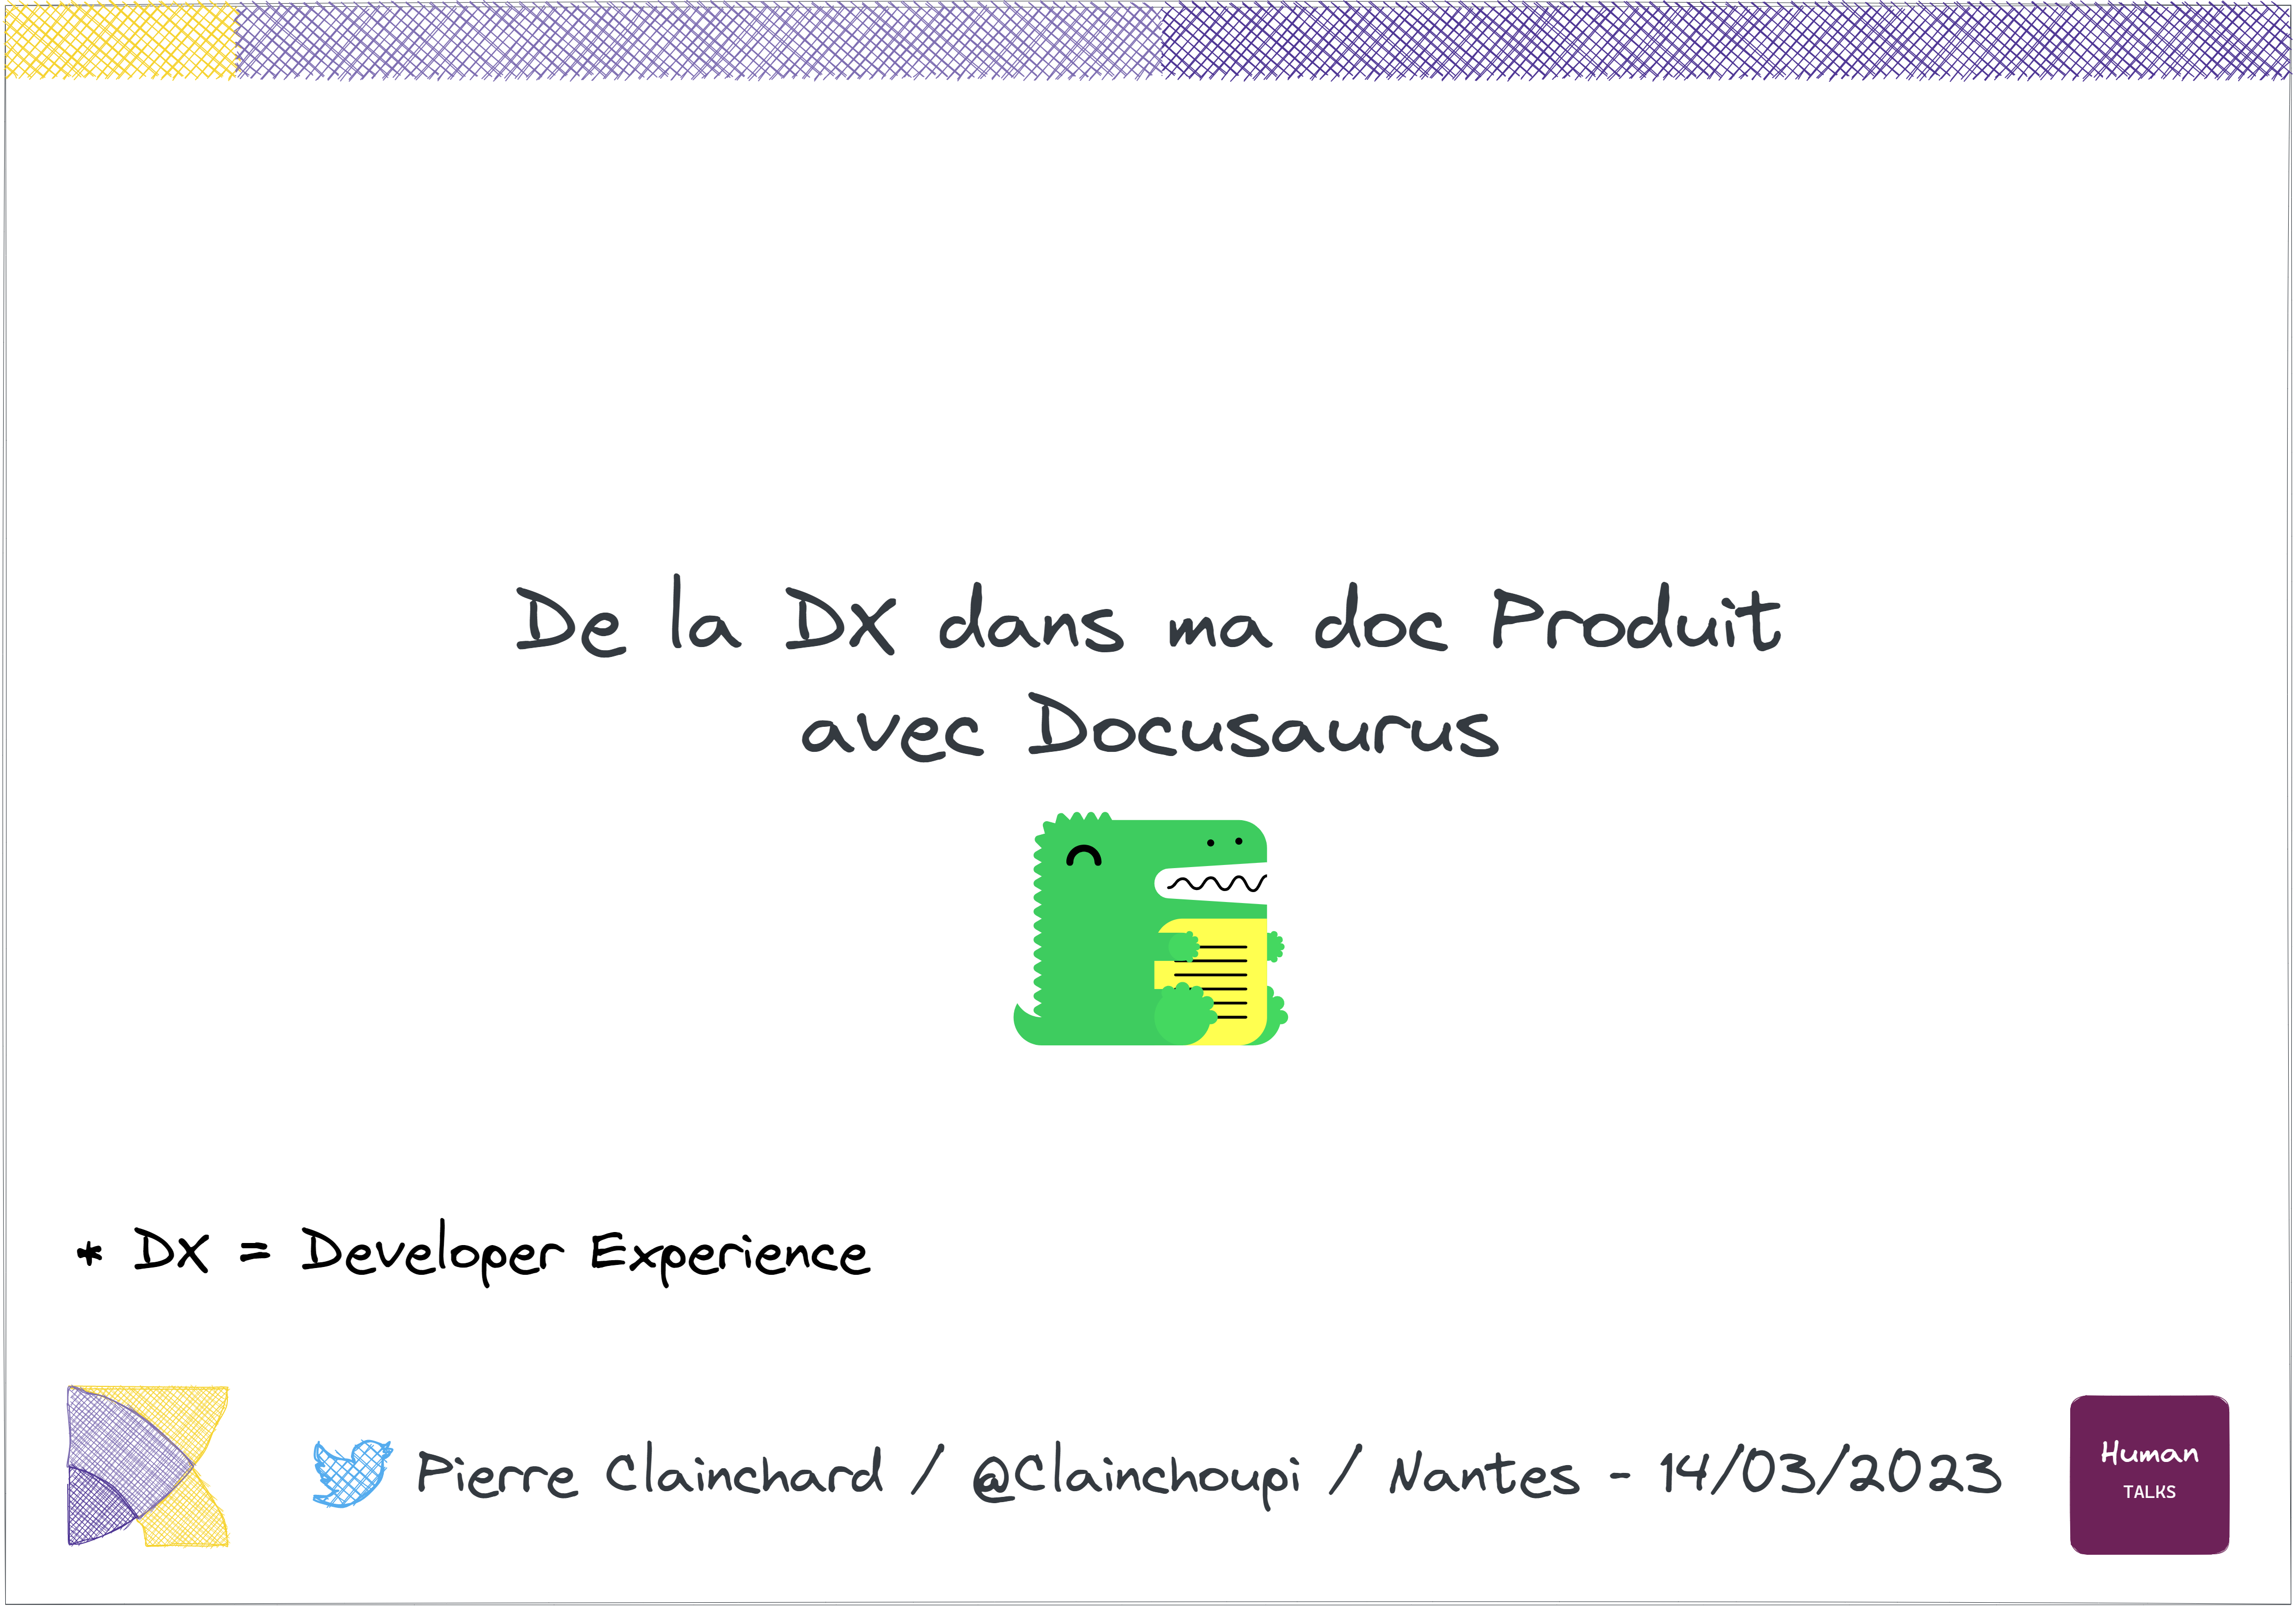 De la DX dans ma doc Produit
avec Docusaurus
* DX = Developer Experience
Pierre Clainchard / @Clainchoupi / Nantes - 14/03/2023
Human
TALKS